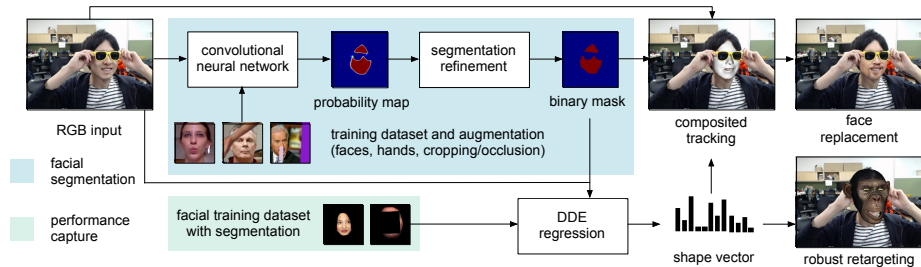 convolutional
neural network
segmentation
refinement
probability map
binary mask
RGB input
training dataset and augmentation
(faces, hands, cropping/occlusion)
composited
tracking
face
replacement
facial
segmentation
performance
capture
facial training dataset
with segmentation
DDE
regression
shape vector
robust retargeting